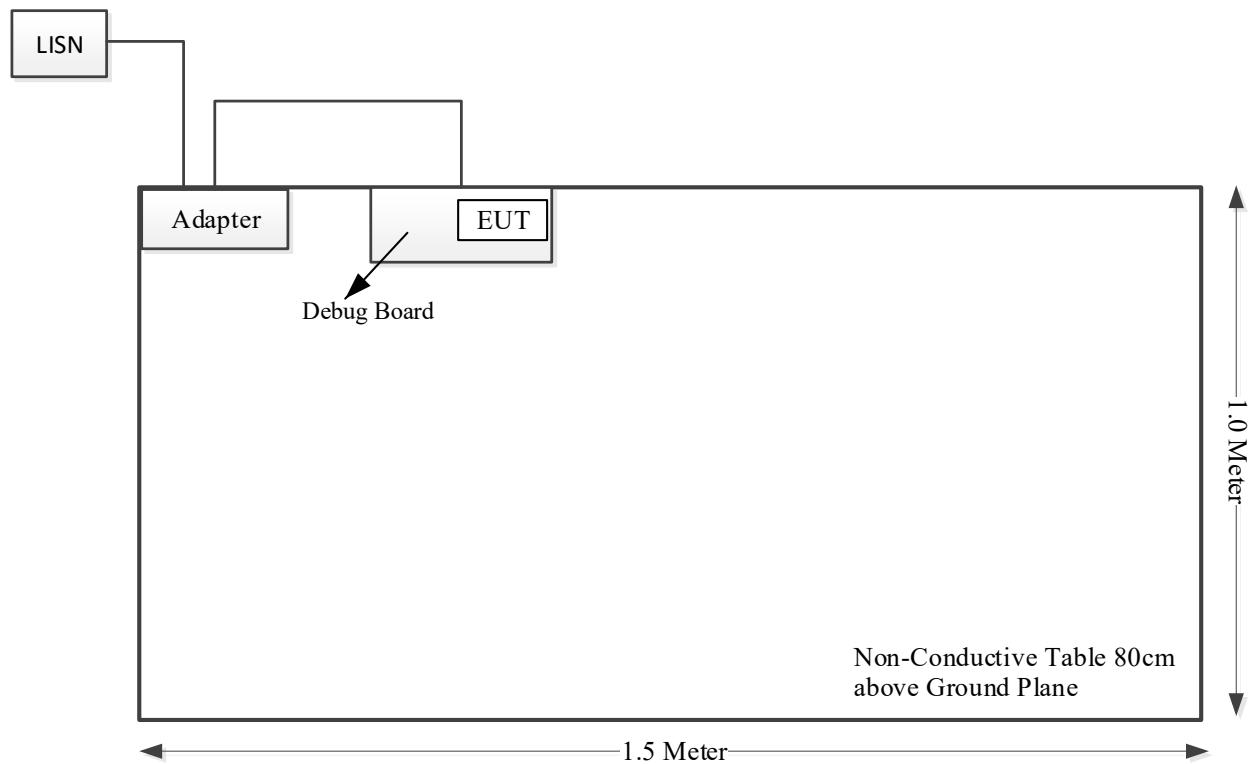 LISN
Adapter
EUT
Debug Board
1.0 Meter
Non-Conductive Table 80cm
above Ground Plane
1.5 Meter